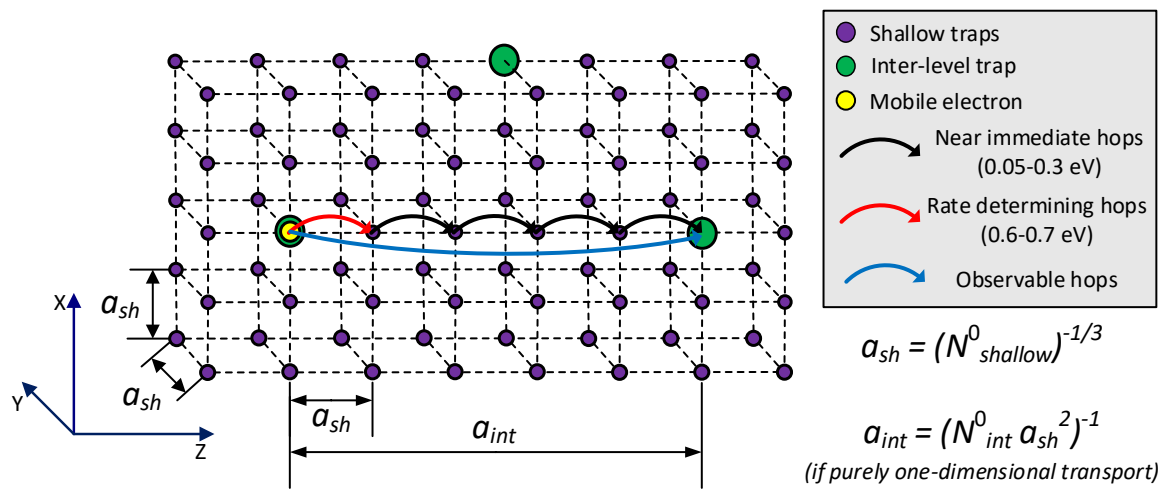 Shallow traps
Inter-level trap
Mobile electron
Near immediate hops
(0.05-0.3 eV)
Rate determining hops
(0.6-0.7 eV)
Observable hops
X
Y
Z
a_sh
a_sh
a_sh
a_int
a_sh = (N^0_shallow)^-1/3
a_int = (N^0_int a_sh^2)^-1
(if purely one-dimensional transport)